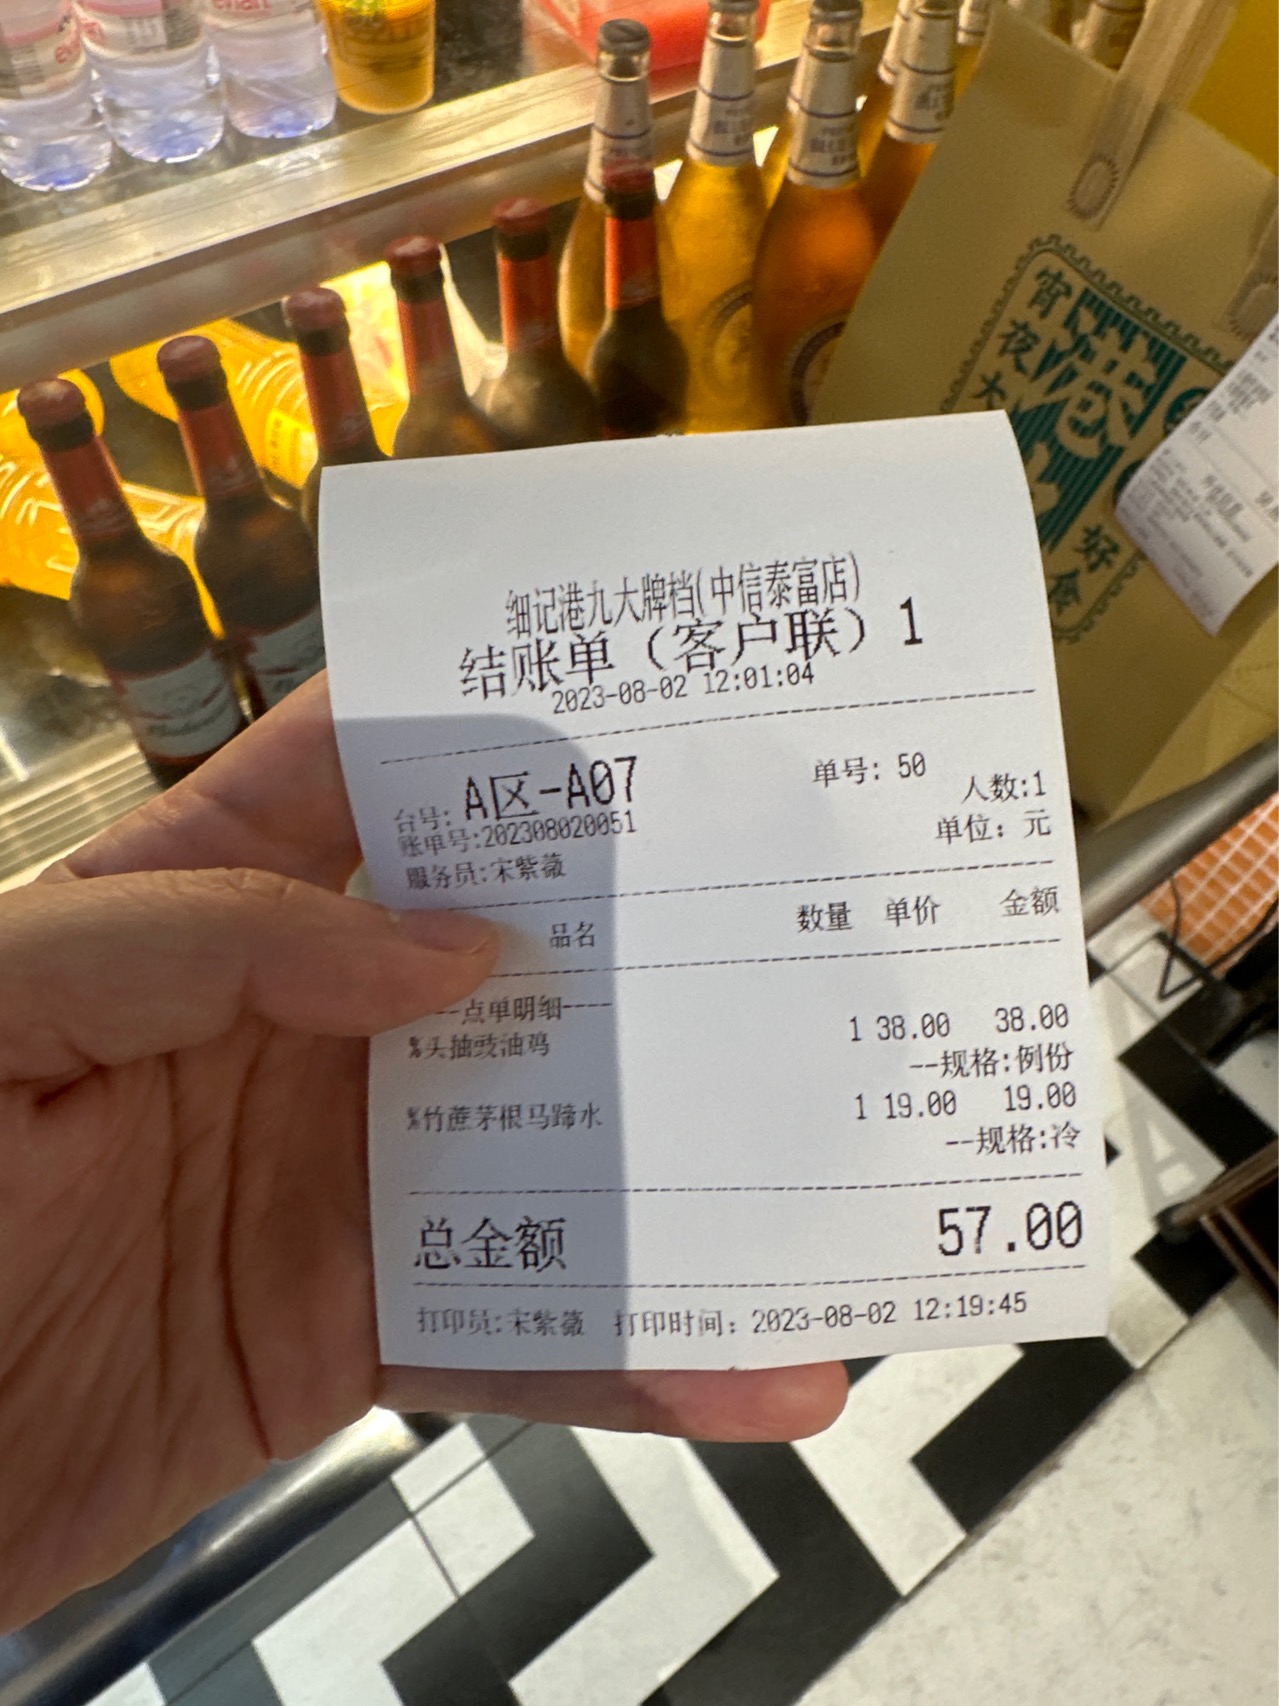 evian
宵夜大
港
好食
细记港九大牌档(中信泰富店)
结账单（客户联）1
2023-08-02 12:01:04
台号: A区-A07 单号: 50
人数:1
账单号:202308020051 单位: 元
服务员:宋紫薇
品名 数量 单价 金额
--点单明细----
%头抽豉油鸡 1 38.00 38.00
--规格:例份
%竹蔗茅根马蹄水 1 19.00 19.00
--规格:冷
总金额 57.00
打印员:宋紫薇 打印时间: 2023-08-02 12:19:45